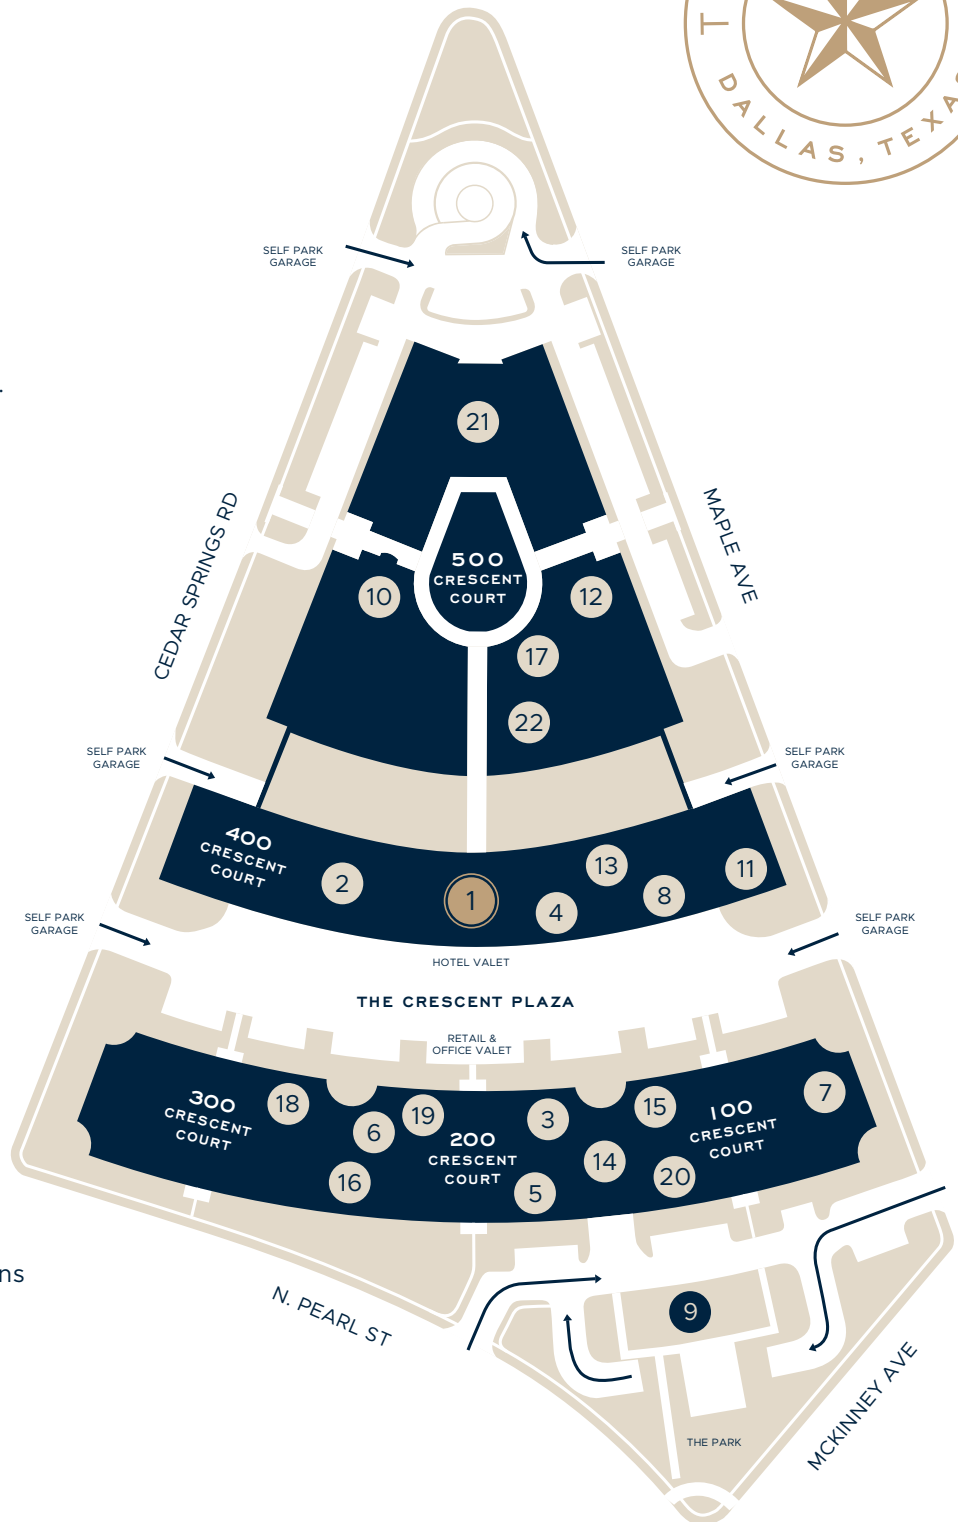 T
DALLAS, TEXAS
SELF PARK
GARAGE
SELF PARK
GARAGE
21
CEDAR SPRINGS RD
MAPLE AVE
500
CRESCENT
COURT
10
12
17
22
SELF PARK
GARAGE
SELF PARK
GARAGE
400
CRESCENT
COURT
2
1
4
13
8
11
SELF PARK
GARAGE
SELF PARK
GARAGE
HOTEL VALET
THE CRESCENT PLAZA
RETAIL &
OFFICE VALET
300
CRESCENT
COURT
18
6
19
16
200
CRESCENT
COURT
3
5
14
15
20
100
CRESCENT
COURT
7
ns
N. PEARL ST
9
MCKINNEY AVE
THE PARK